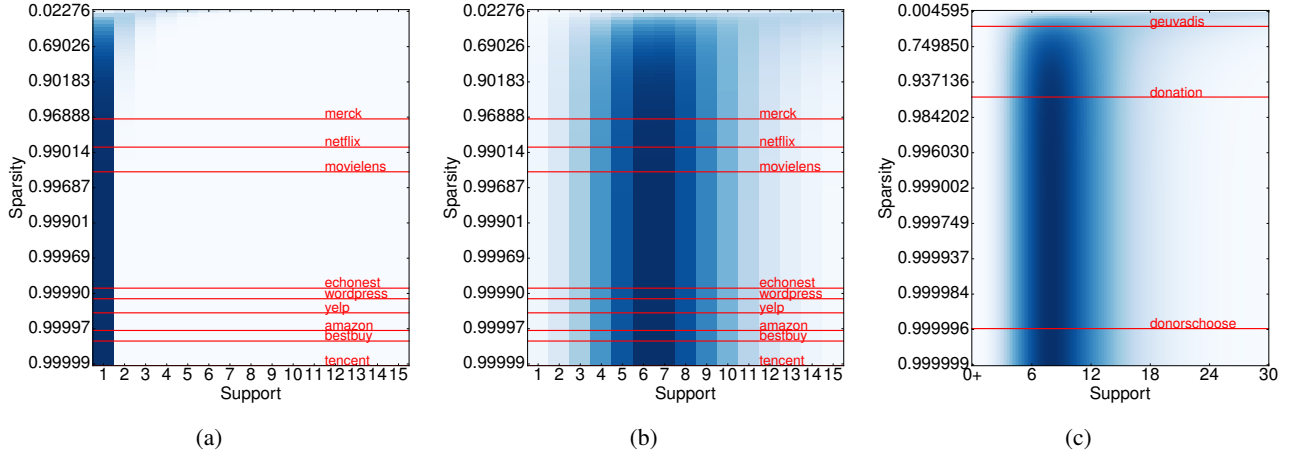 0.02276
0.69026
0.90183
0.96888
0.99014
0.99687
0.99901
0.99969
0.99990
0.99997
0.99999
Sparsity
merck
netflix
movielens
echonest
wordpress
yelp
amazon
bestbuy
tencent
1 2 3 4 5 6 7 8 9 10 11 12 13 14 15
Support
(a)
0.02276
0.69026
0.90183
0.96888
0.99014
0.99687
0.99901
0.99969
0.99990
0.99997
0.99999
Sparsity
merck
netflix
movielens
echonest
wordpress
yelp
amazon
bestbuy
tencent
1 2 3 4 5 6 7 8 9 10 11 12 13 14 15
Support
(b)
0.004595
0.749850
0.937136
0.984202
0.996030
0.999002
0.999749
0.999937
0.999984
0.999996
0.999999
Sparsity
geuvadis
donation
donorschoose
0+ 6 12 18 24 30
Support
(c)